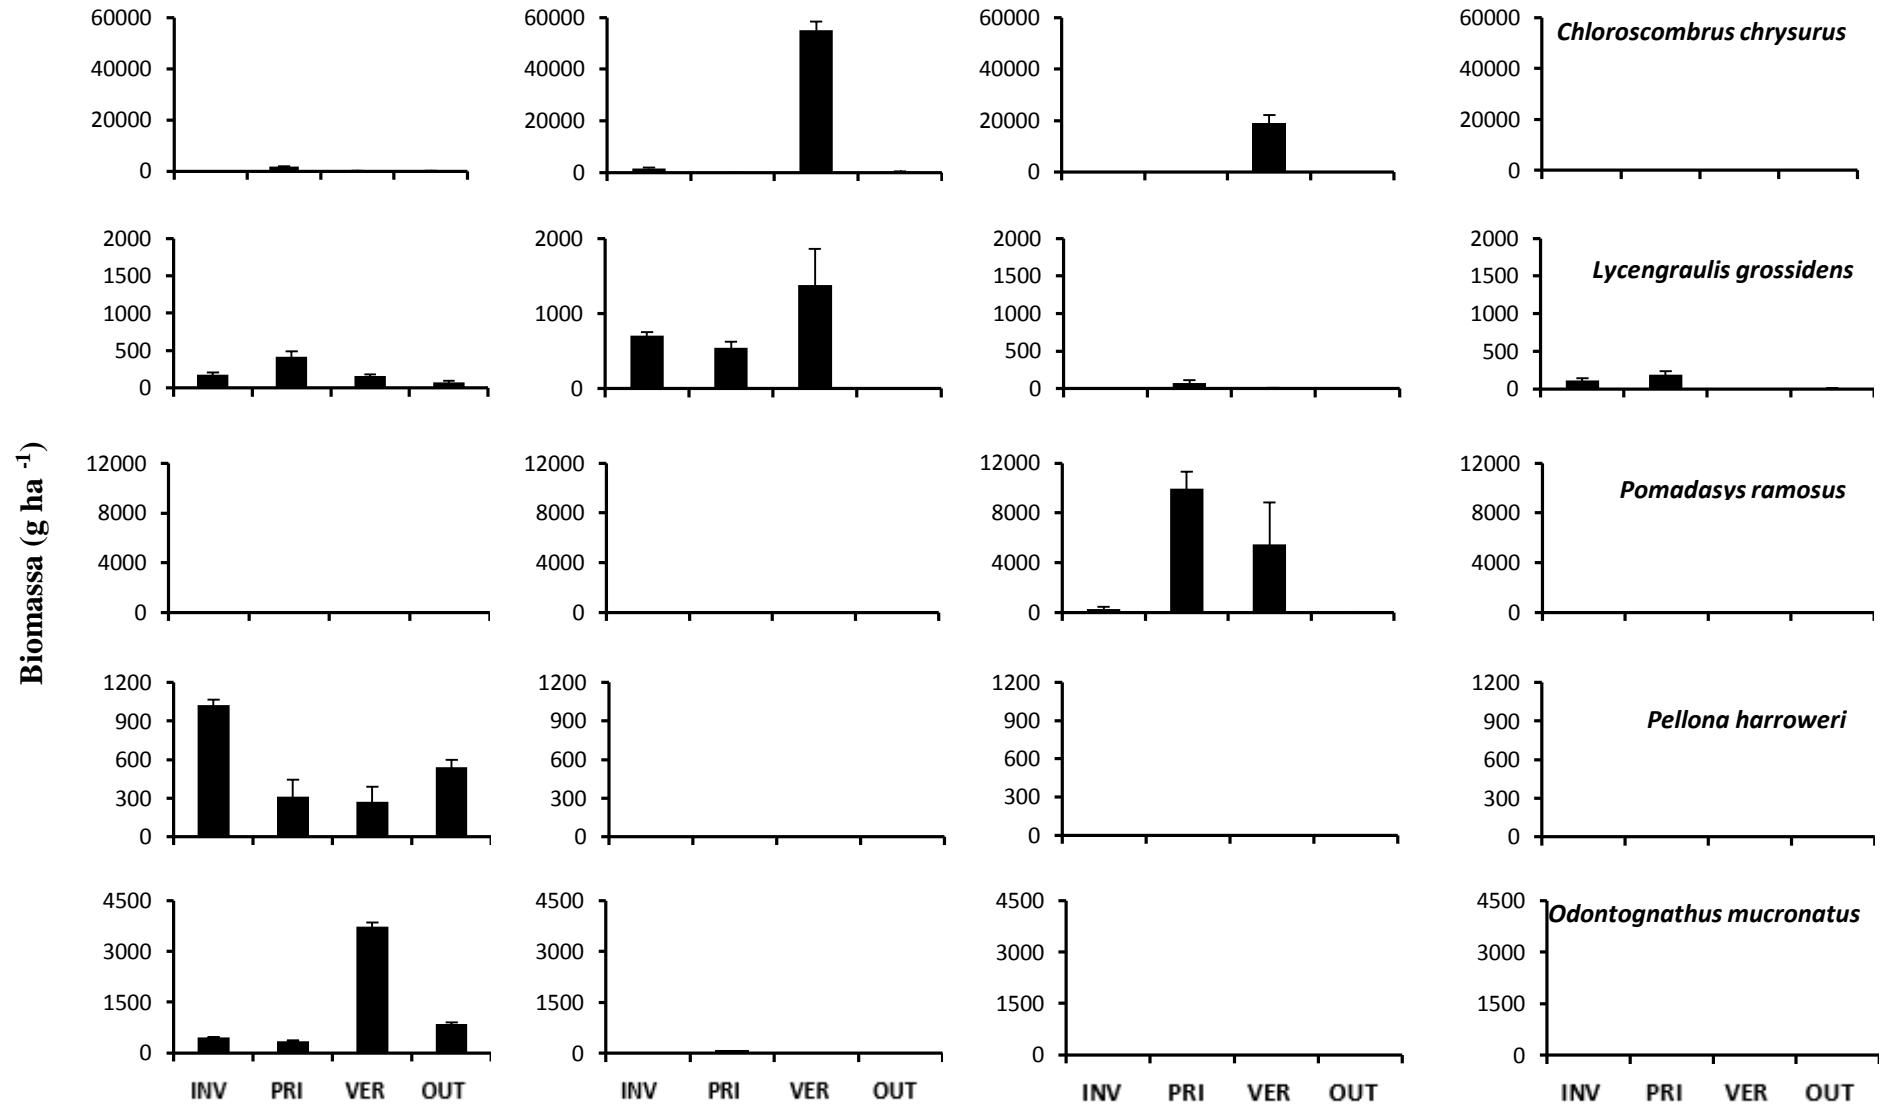 60000 60000 60000 60000 Chloroscombrus chrysurus
40000 40000 40000 40000
20000 20000 20000 20000
0 0 0 0
2000 2000 2000 2000
1500 1500 1500 1500 Lycengraulis grossidens
1000 1000 1000 1000
500 500 500 500
0 0 0 0
Biomassa (g ha -1)
12000 12000 12000 12000
Pomadasys ramosus
8000 8000 8000 8000
4000 4000 4000 4000
0 0 0 0
1200 1200 1200 1200
900 900 900 900 Pellona harroweri
600 600 600 600
300 300 300 300
0 0 0 0
4500 4500 4500 4500 Odontognathus mucronatus
3000 3000 3000 3000
1500 1500 1500 1500
0 0 0 0
INV PRI VER OUT INV PRI VER OUT INV PRI VER OUT INV PRI VER OUT